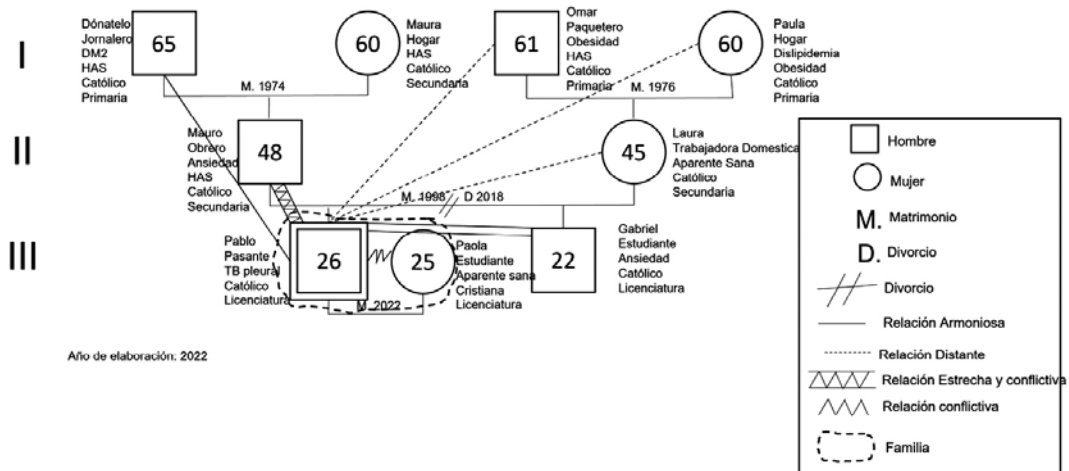 I
Dónatelo
Jornalero
DM2
HAS
Católico
Primaria
65
Maura
Hogar
HAS
Católico
Secundaria
60
Omar
Paquetero
Obesidad
HAS
Católico
Primaria
61
Paula
Hogar
Dislipidemia
Obesidad
Católico
Primaria
60
M. 1974
M. 1976
II
Mauro
Obrero
Ansiedad
HAS
Católico
Secundaria
48
45
Laura
Trabajadora Domestica
Aparente Sana
Católico
Secundaria
M. 1998
D 2018
III
Pablo
Pasante
TB pleural
Católico
Licenciatura
26
25
Paola
Estudiante
Aparente sana
Cristiana
Licenciatura
22
Gabriel
Estudiante
Ansiedad
Católico
Licenciatura
M. 2022
Año de elaboración: 2022
Hombre
Mujer
M. Matrimonio
D. Divorcio
Divorcio
Relación Armoniosa
Relación Distante
Relación Estrecha y conflictiva
Relación conflictiva
Familia